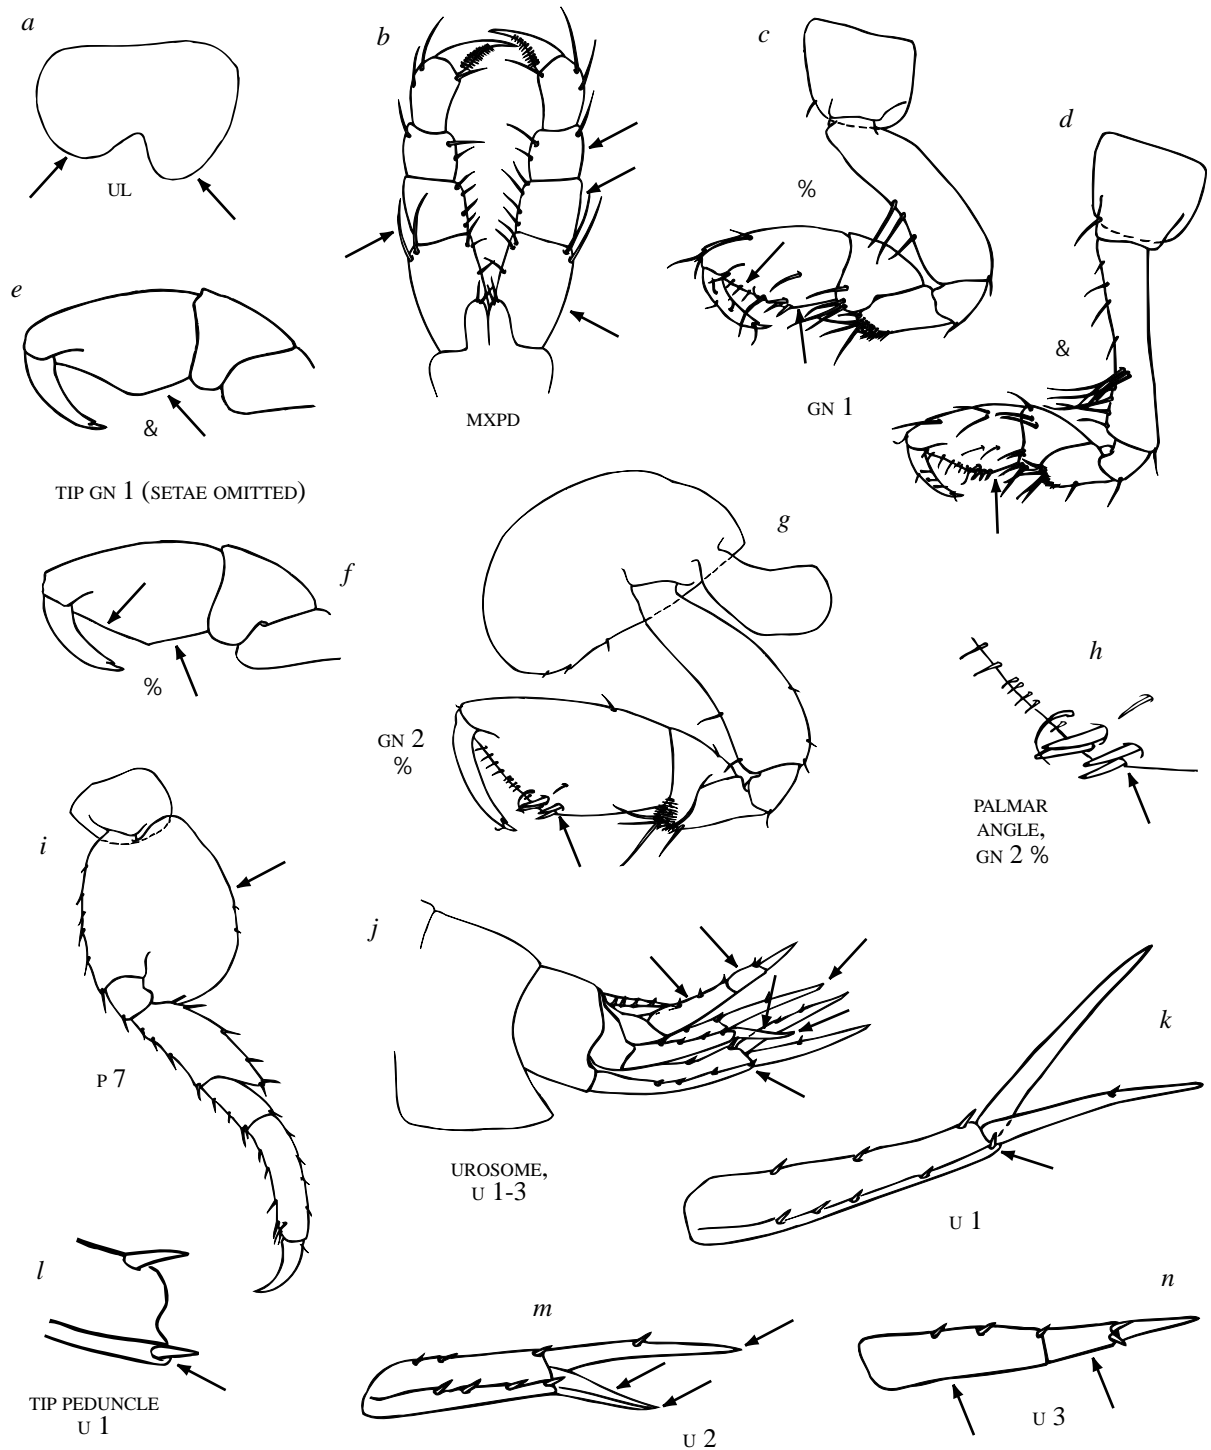 a
UL
b
MXPD
c
%
GN 1
d
&
e
&
TIP GN 1 (SETAE OMITTED)
f
%
g
GN 2
%
h
PALMAR
ANGLE,
GN 2 %
i
P 7
j
UROSOME,
U 1-3
k
U 1
l
TIP PEDUNCLE
U 1
m
U 2
n
U 3